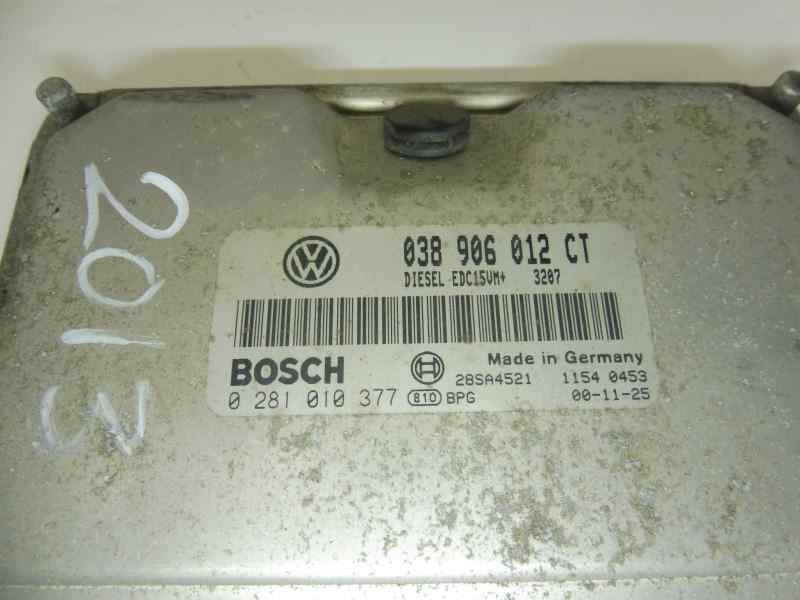 2013
038 906 012 CT
DIESEL EDC15VM+ 3207
BOSCH
Made in Germany
28SA4521 1154 0453
0 281 010 377 810 BPG 00-11-25